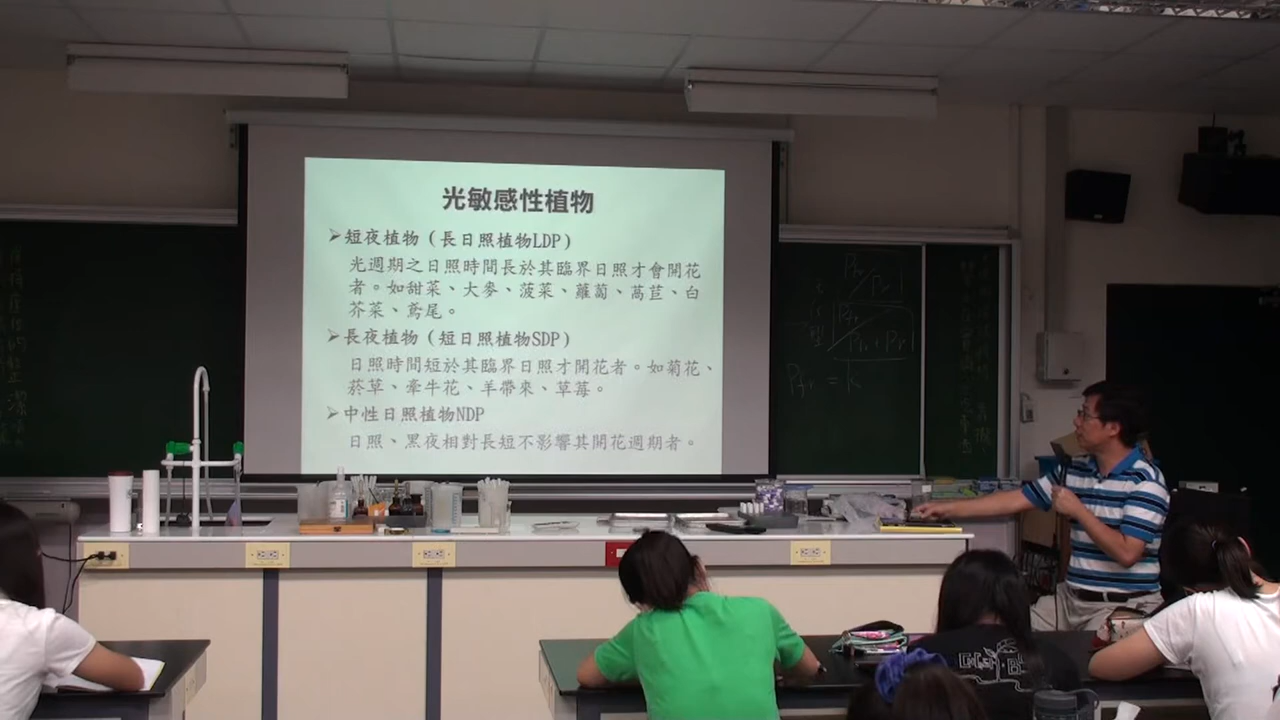 光敏感性植物
➢短夜植物（長日照植物LDP）
光週期之日照時間長於其臨界日照才會開花
者。如甜菜、大麥、菠菜、蘿蔔、萵苣、白
芥菜、鳶尾。
➢長夜植物（短日照植物SDP）
日照時間短於其臨界日照才開花者。如菊花、
菸草、牽牛花、羊帶來、草莓。
➢中性日照植物NDP
日照、黑夜相對長短不影響其開花週期者。